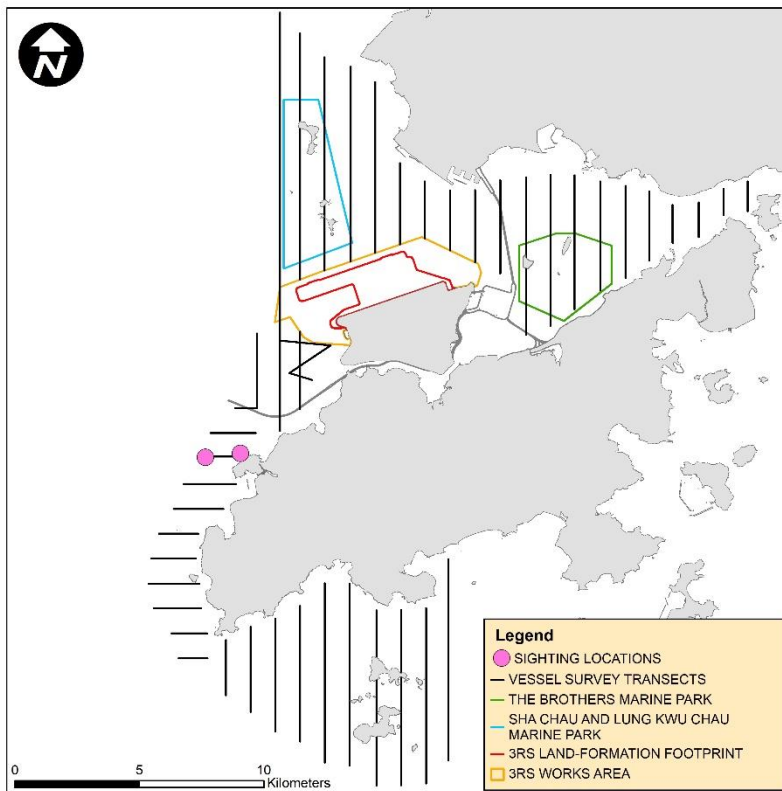 N
Legend
SIGHTING LOCATIONS
VESSEL SURVEY TRANSECTS
THE BROTHERS MARINE PARK
SHA CHAU AND LUNG KWU CHAU
MARINE PARK
3RS LAND-FORMATION FOOTPRINT
3RS WORKS AREA
0 5 10
Kilometers